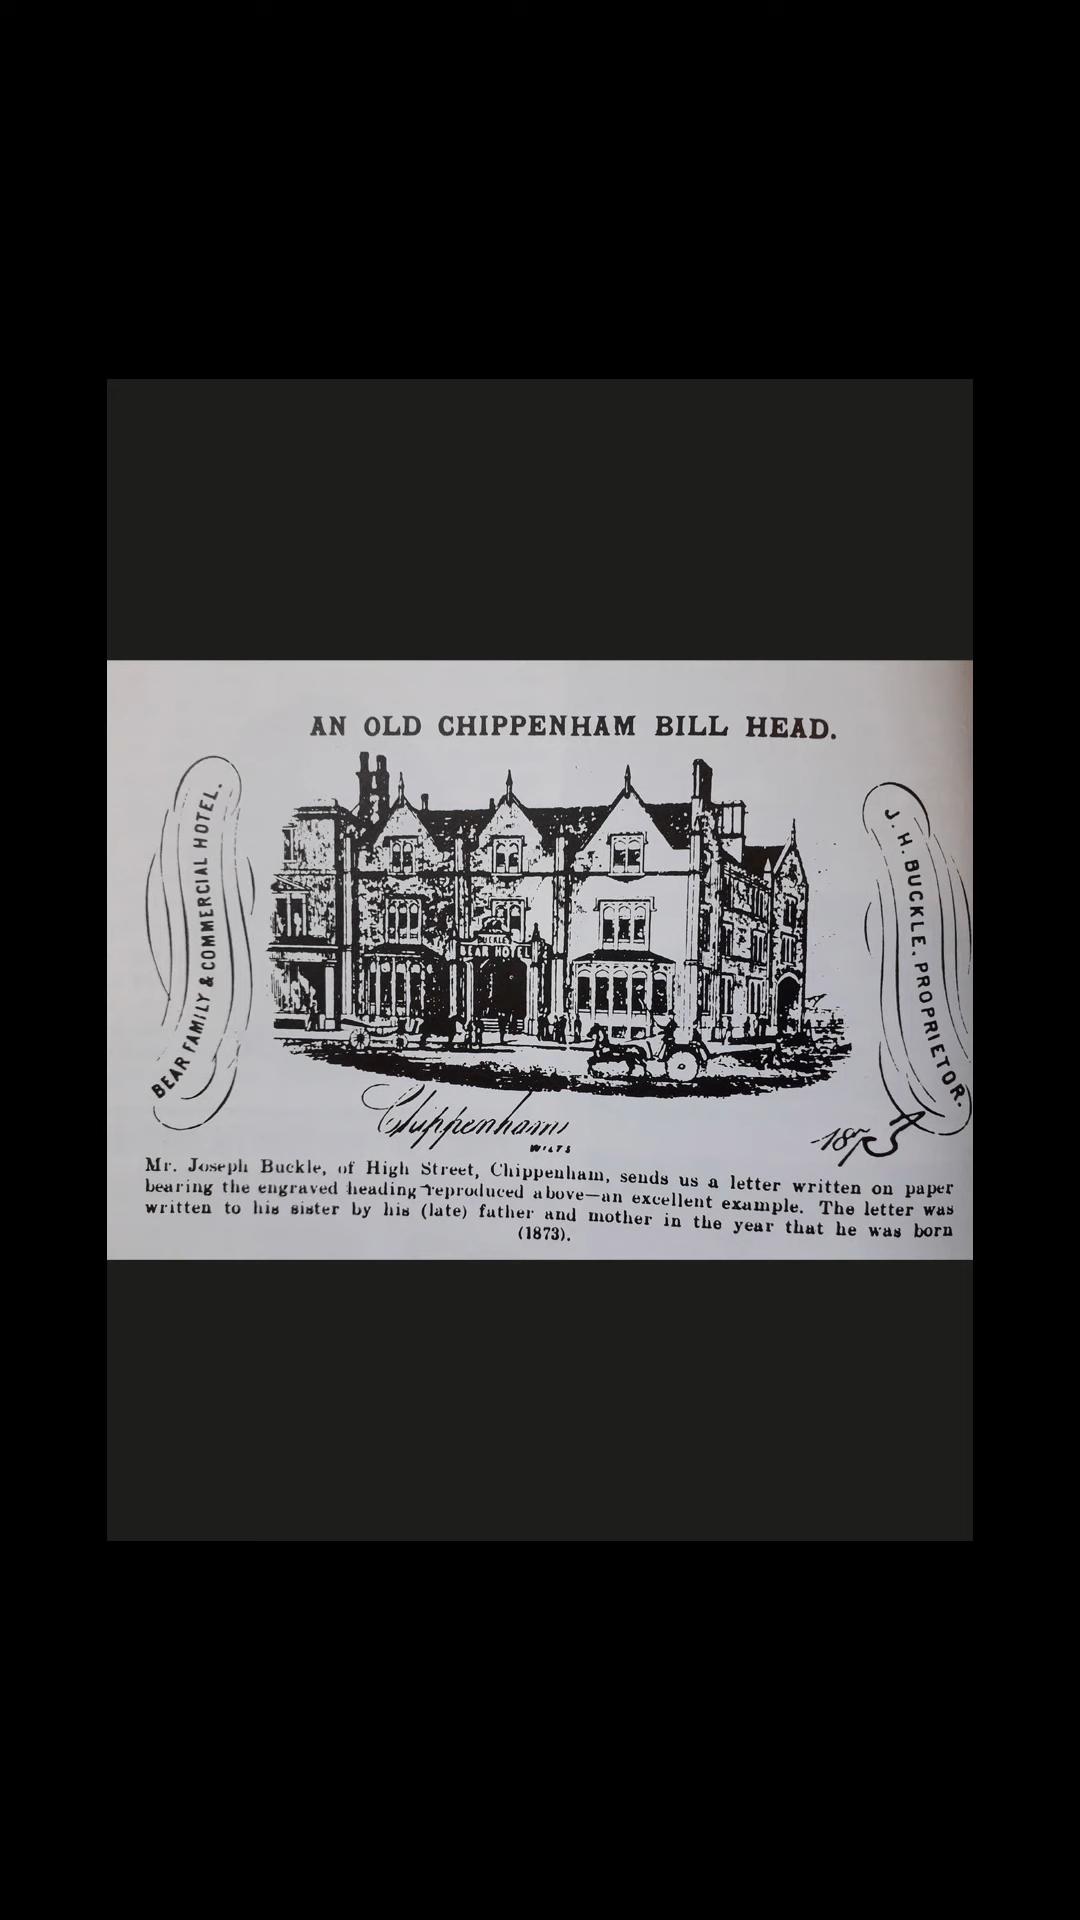 AN OLD CHIPPENHAM BILL HEAD.
BEAR FAMILY & COMMERCIAL HOTEL.
J. H. BUCKLE. PROPRIETOR.
BUCKLE
BEAR HOTEL
Chippenham
WILTS
1873
Mr. Joseph Buckle, of High Street, Chippenham, sends us a letter written on paper
bearing the engraved heading reproduced above—an excellent example. The letter was
written to his sister by his (late) father and mother in the year that he was born
(1873).